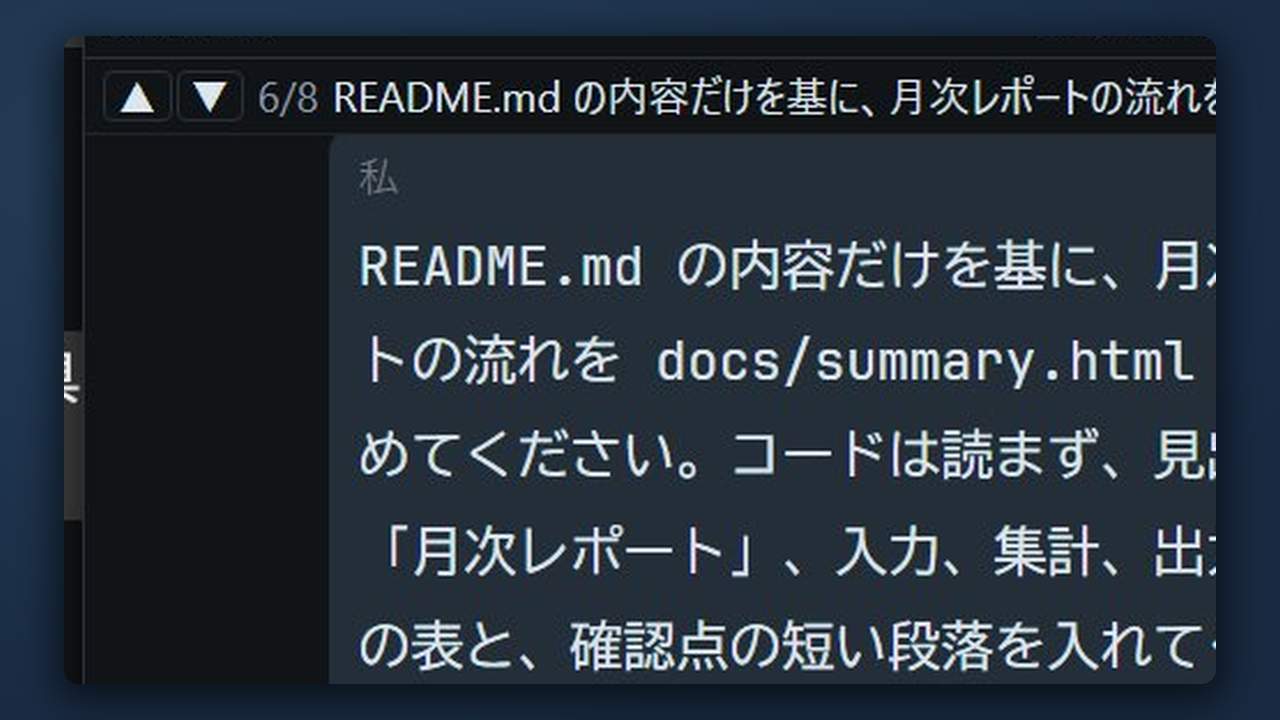 ▲ ▼ 6/8 README.md の内容だけを基に、月次レポートの流れを
私
README.md の内容だけを基に、月
トの流れを docs/summary.html
めてください。コードは読まず、見出
「月次レポート」、入力、集計、出
の表と、確認点の短い段落を入れて